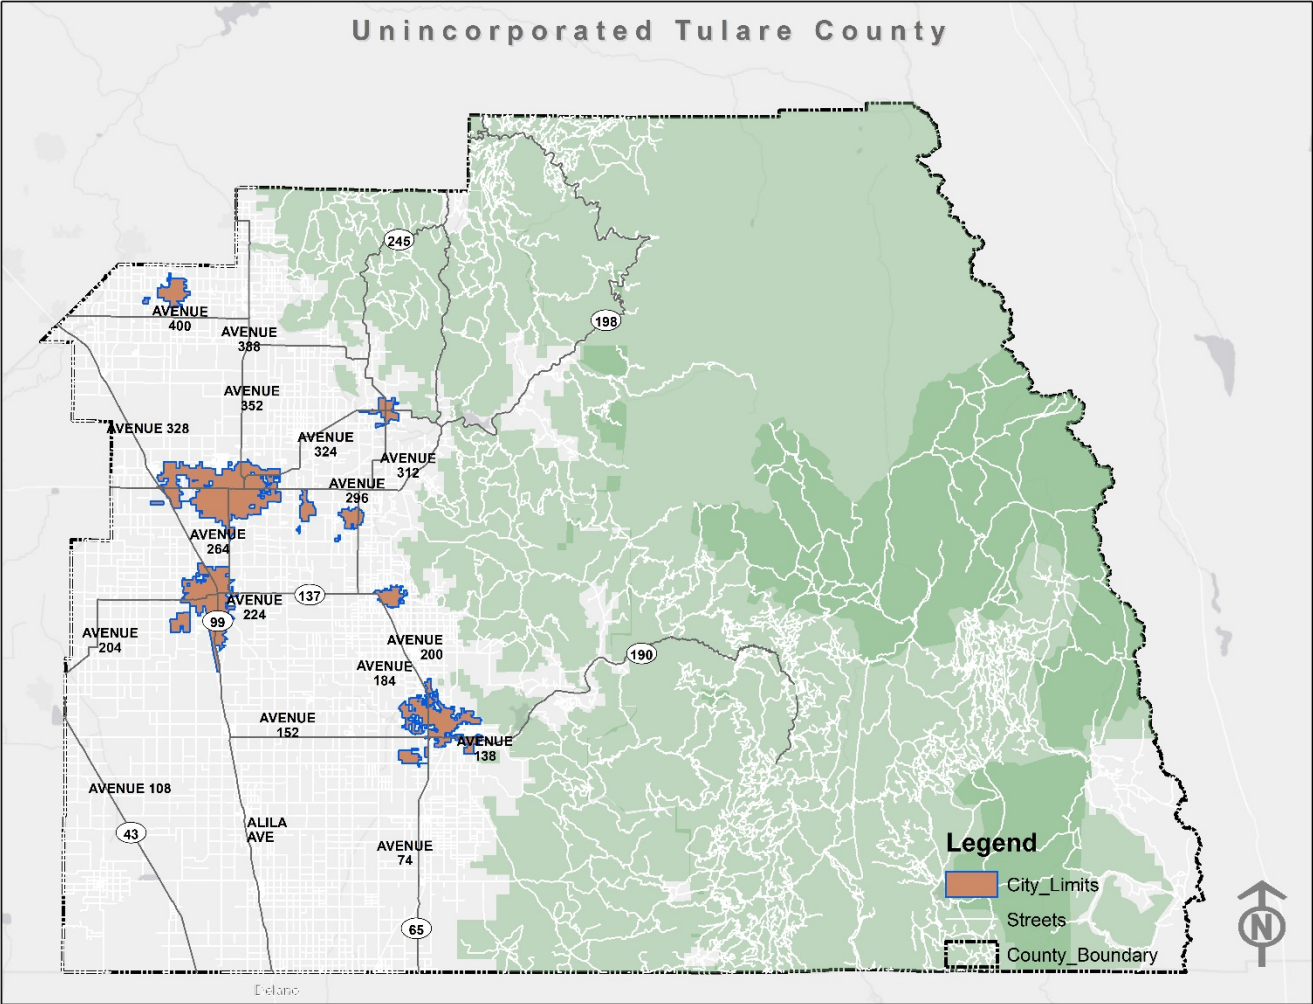 Unincorporated Tulare County
245
198
AVENUE
400
AVENUE
388
AVENUE
352
AVENUE 328
AVENUE
324
AVENUE
312
AVENUE
296
AVENUE
264
137
AVENUE
224
99
AVENUE
204
AVENUE
200
190
AVENUE
184
AVENUE
152
AVENUE
138
AVENUE 108
43
ALILA
AVE
AVENUE
74
65
Legend
City_Limits
Streets
County_Boundary
N
Delano